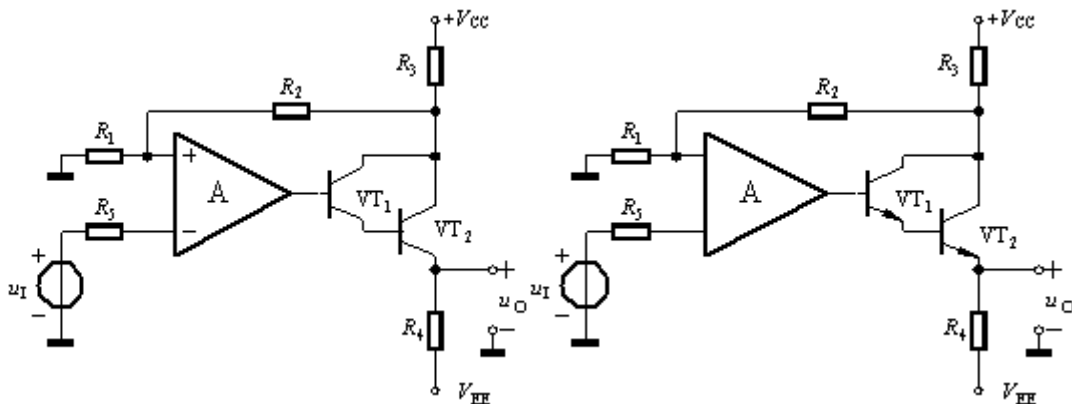 +VCC
R3
R2
R1
+
A
VT1
R5
−
VT2
+
uI
−
+
uO
−
R4
VEE
+VCC
R3
R2
R1
A
VT1
R5
VT2
+
uI
−
+
uO
−
R4
VEE